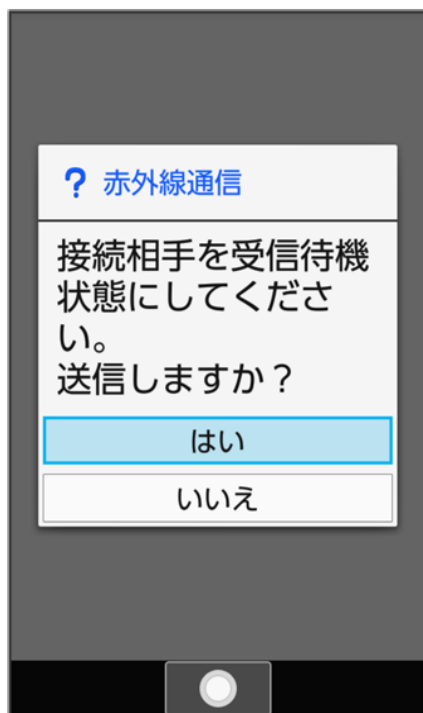 ? 赤外線通信
接続相手を受信待機
状態にしてくださ
い。
送信しますか？
はい
いいえ